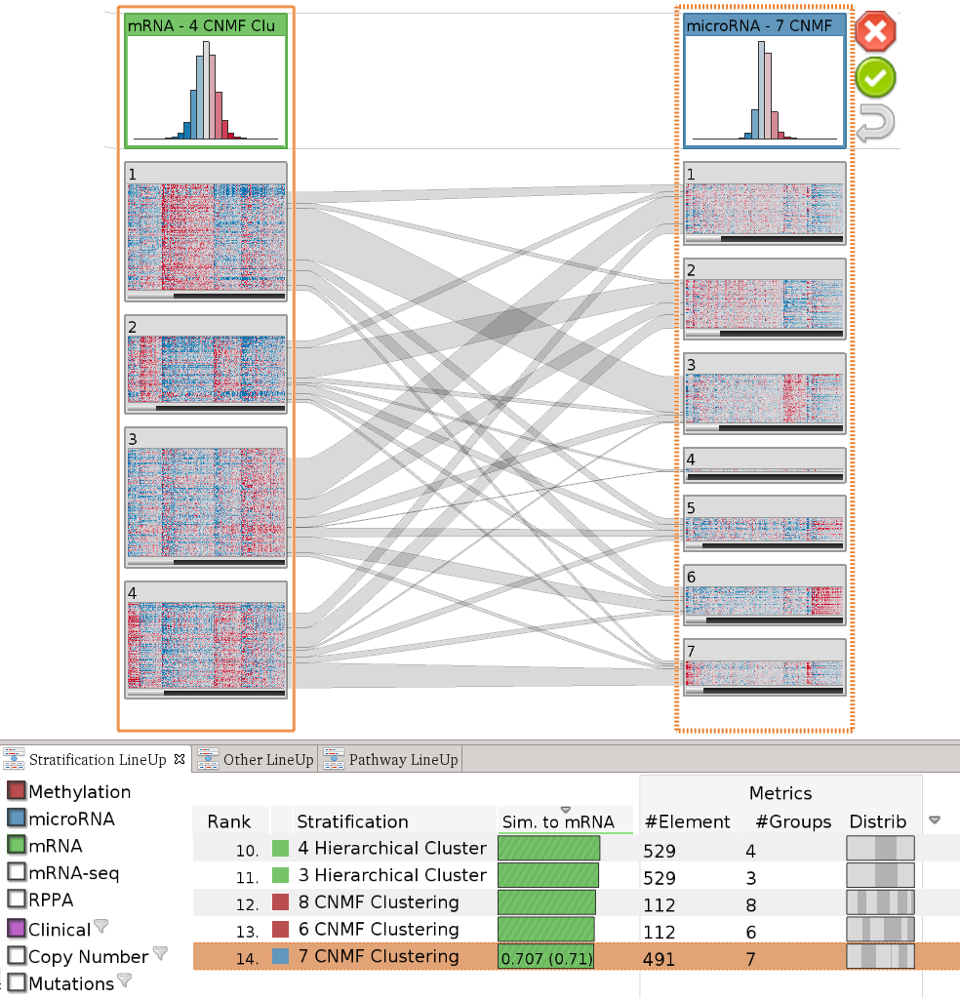 mRNA - 4 CNMF Clu
microRNA - 7 CNMF
1
2
3
4
1
2
3
4
5
6
7
Stratification LineUp
Other LineUp
Pathway LineUp
Methylation
microRNA
mRNA
mRNA-seq
RPPA
Clinical
Copy Number
Mutations
Metrics
Rank Stratification Sim. to mRNA #Element #Groups Distrib
10. 4 Hierarchical Cluster 529 4
11. 3 Hierarchical Cluster 529 3
12. 8 CNMF Clustering 112 8
13. 6 CNMF Clustering 112 6
14. 7 CNMF Clustering 0.707 (0.71) 491 7